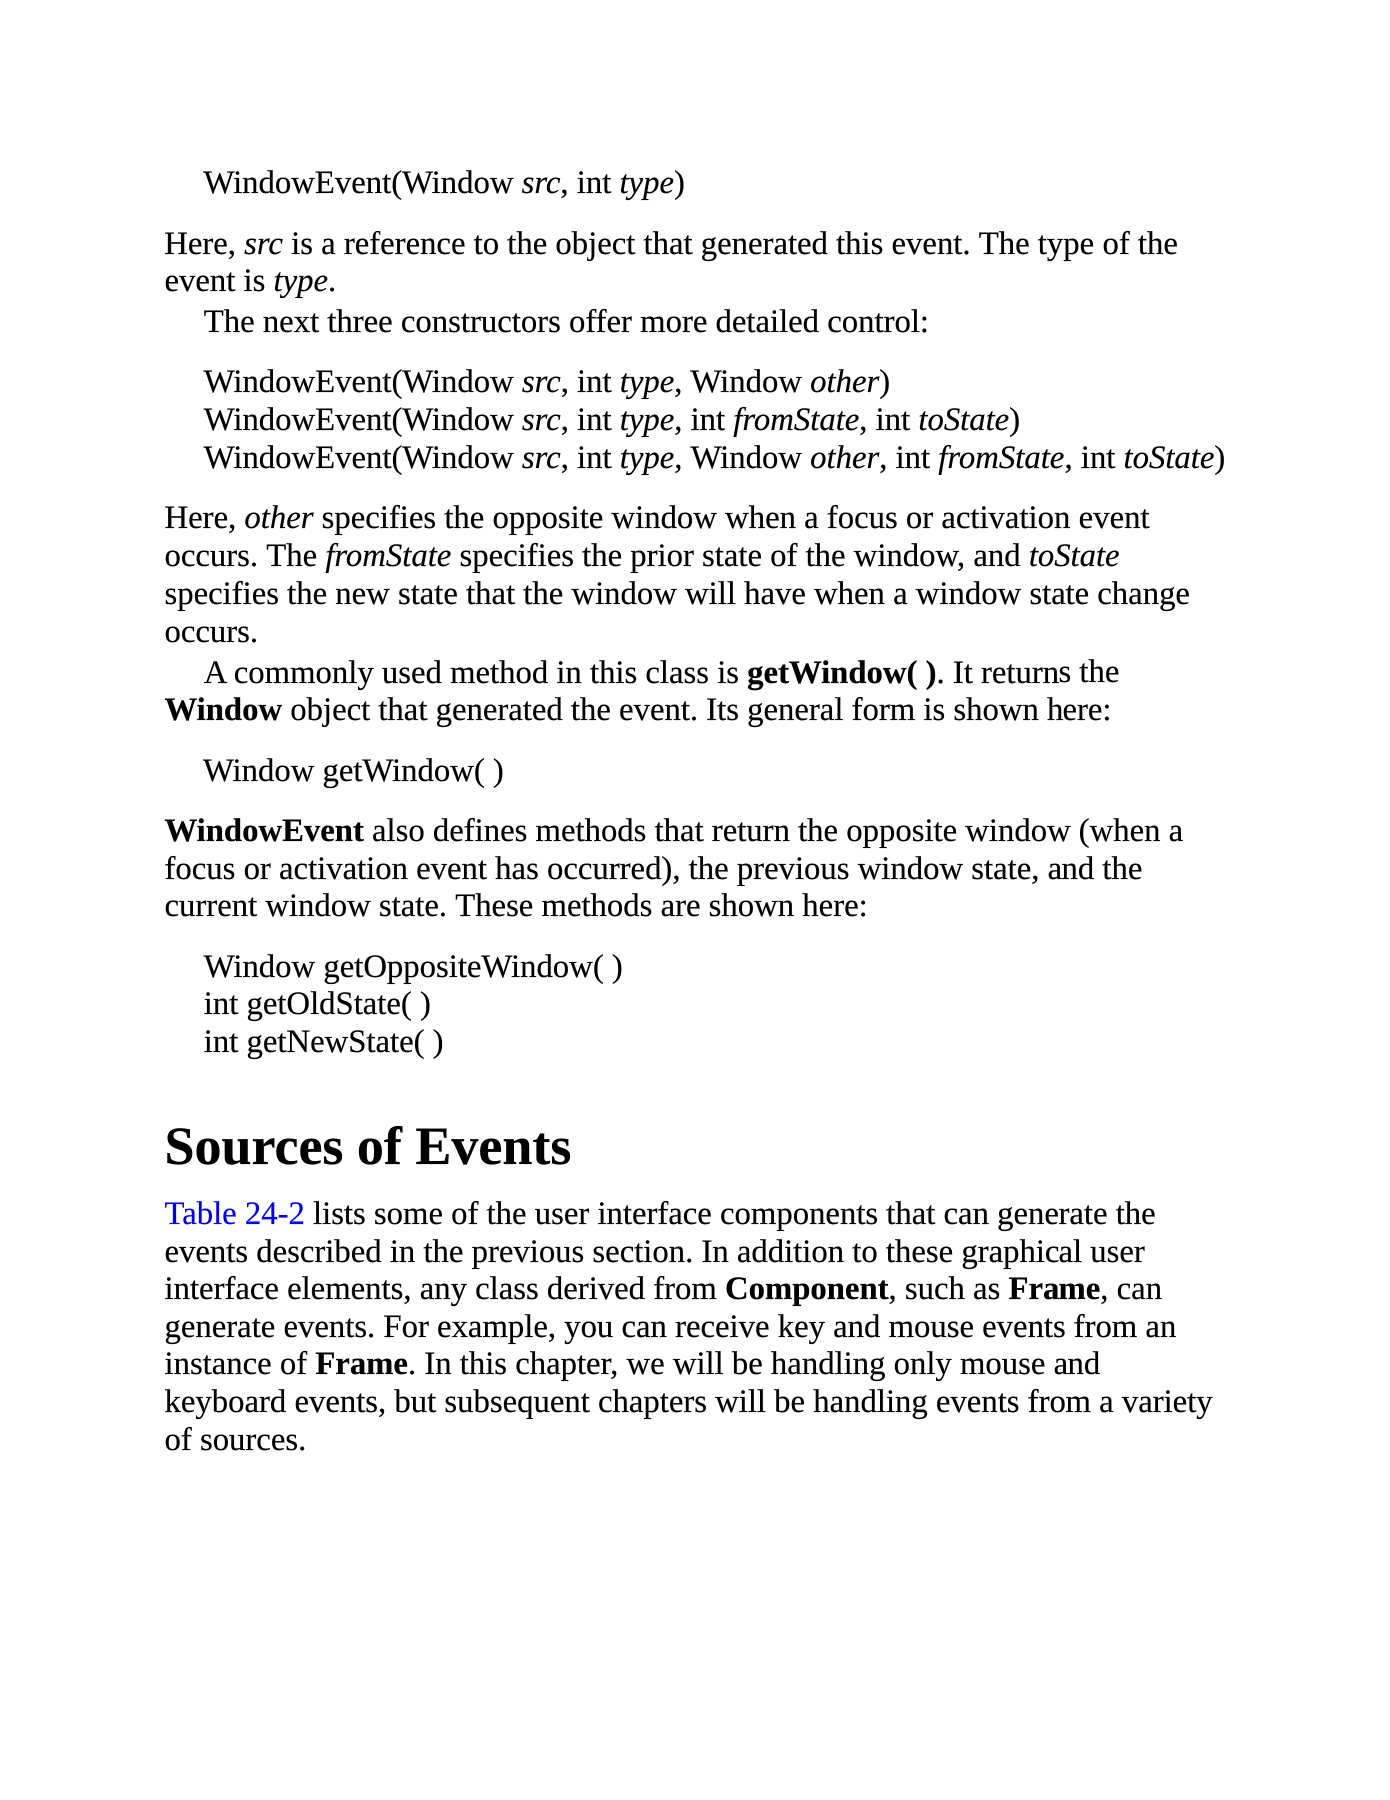 WindowEvent(Window src, int type)
Here, src is a reference to the object that generated this event. The type of the
event is type.
The next three constructors offer more detailed control:
WindowEvent(Window src, int type, Window other)
WindowEvent(Window src, int type, int fromState, int toState)
WindowEvent(Window src, int type, Window other, int fromState, int toState)
Here, other specifies the opposite window when a focus or activation event
occurs. The fromState specifies the prior state of the window, and toState
specifies the new state that the window will have when a window state change
occurs.
A commonly used method in this class is getWindow( ). It returns the
Window object that generated the event. Its general form is shown here:
Window getWindow( )
WindowEvent also defines methods that return the opposite window (when a
focus or activation event has occurred), the previous window state, and the
current window state. These methods are shown here:
Window getOppositeWindow( )
int getOldState( )
int getNewState( )
Sources of Events
Table 24-2 lists some of the user interface components that can generate the
events described in the previous section. In addition to these graphical user
interface elements, any class derived from Component, such as Frame, can
generate events. For example, you can receive key and mouse events from an
instance of Frame. In this chapter, we will be handling only mouse and
keyboard events, but subsequent chapters will be handling events from a variety
of sources.